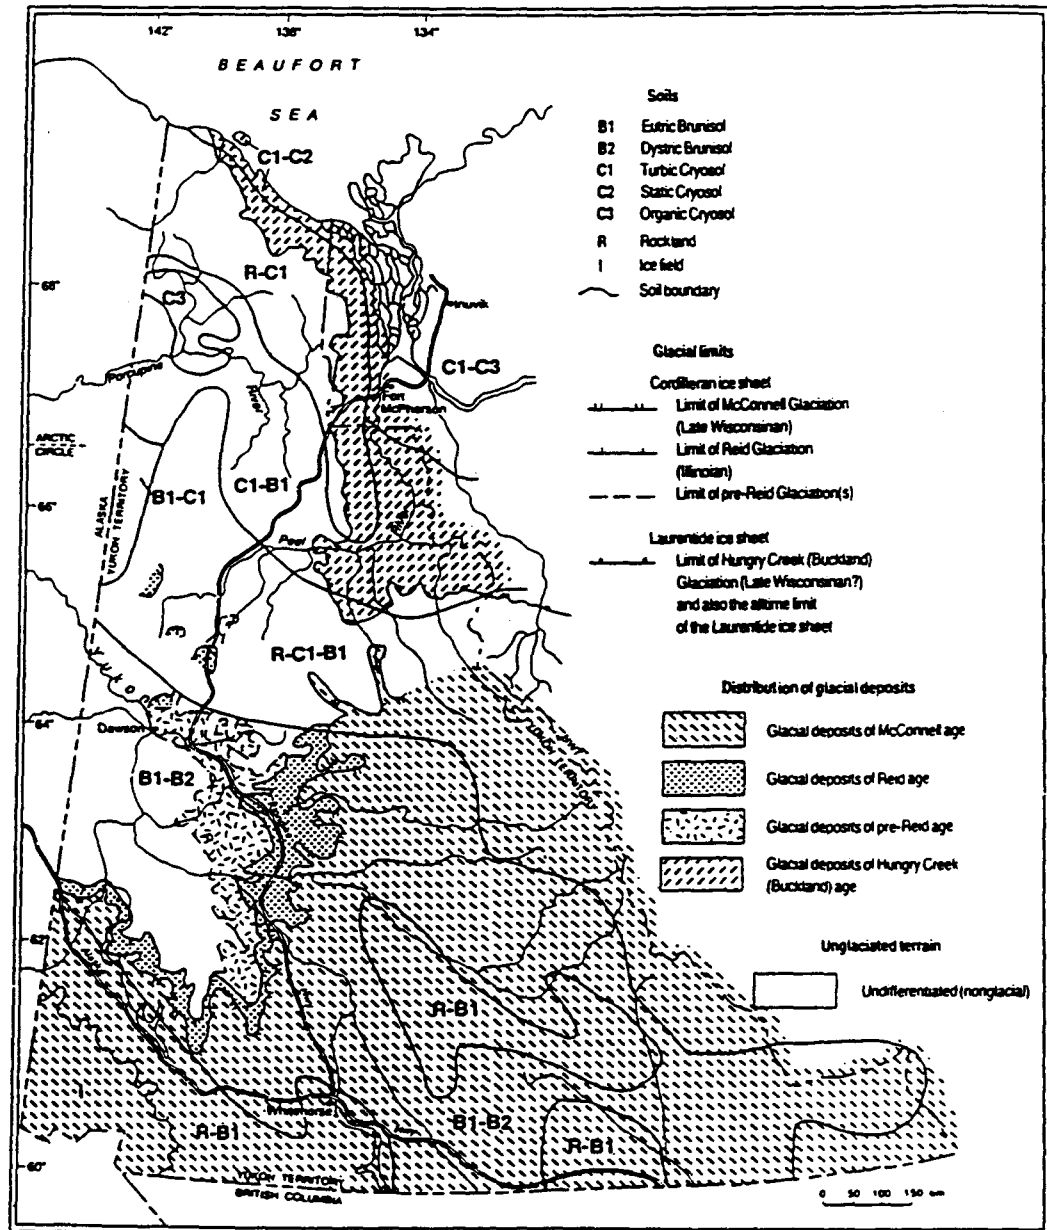 142° 138° 134°
BEAUFORT
SEA
C1-C2
R-C1
68°
C3
Inuvik
C1-C3
Porcupine
River
Fort
McPherson
ARCTIC
CIRCLE
B1-C1
C1-B1
66°
ALASKA
YUKON TERRITORY
Peel
River
R-C1-B1
YUKON
64°
Dawson
B1-B2
NWT
YUKON TERRITORY
62°
R-B1
Whitehorse
R-B1
B1-B2
R-B1
60°
YUKON TERRITORY
BRITISH COLUMBIA
0 50 100 150 km
Soils
B1 Eutric Brunisol
B2 Dystric Brunisol
C1 Turbic Cryosol
C2 Static Cryosol
C3 Organic Cryosol
R Rockland
I Ice field
Soil boundary
Glacial limits
Cordilleran ice sheet
Limit of McConnell Glaciation
(Late Wisconsinan)
Limit of Reid Glaciation
(Illinoian)
Limit of pre-Reid Glaciation(s)
Laurentide ice sheet
Limit of Hungry Creek (Buckland)
Glaciation (Late Wisconsinan?)
and also the alltime limit
of the Laurentide ice sheet
Distribution of glacial deposits
Glacial deposits of McConnell age
Glacial deposits of Reid age
Glacial deposits of pre-Reid age
Glacial deposits of Hungry Creek
(Buckland) age
Unglaciated terrain
Undifferentiated (nonglacial)